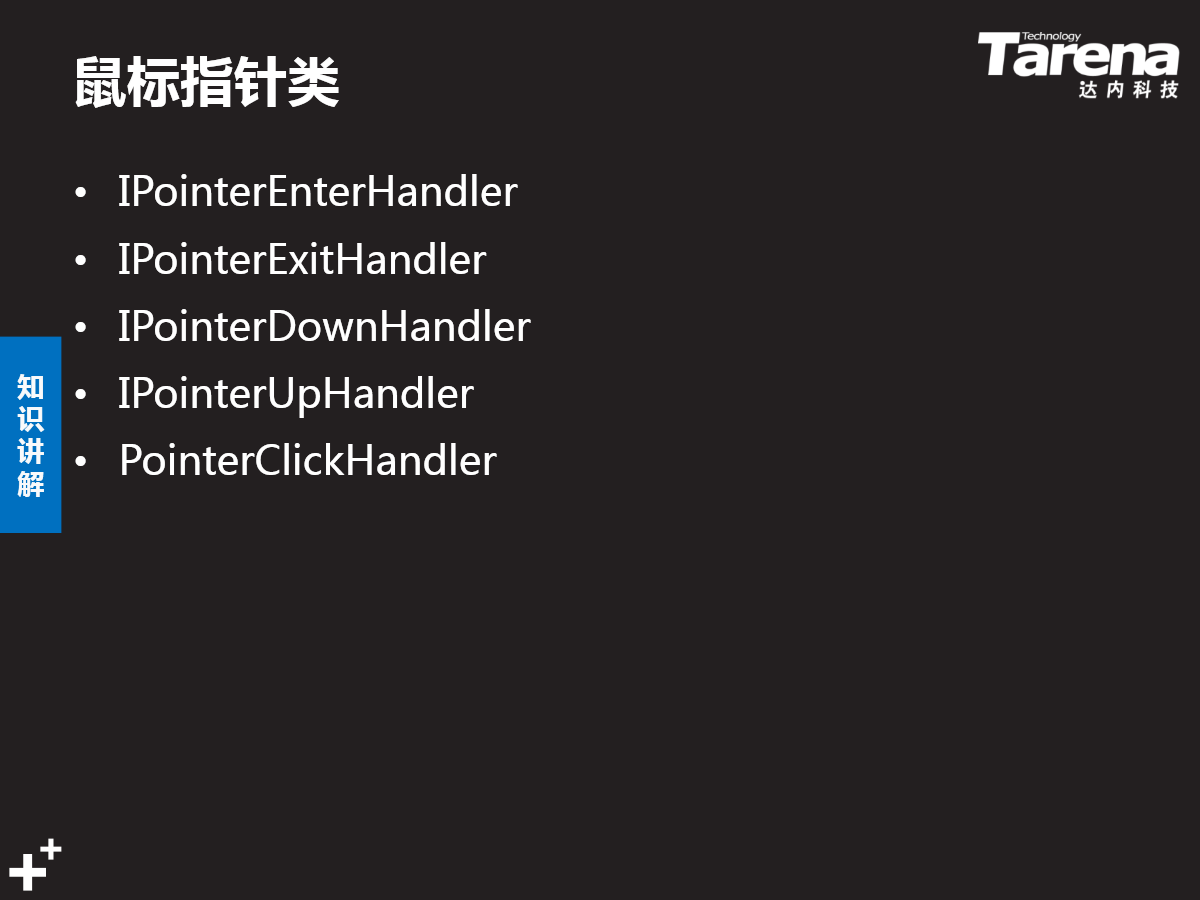 鼠标指针类
Technology
Tarena
达内科技
• IPointerEnterHandler
• IPointerExitHandler
• IPointerDownHandler
• IPointerUpHandler
• PointerClickHandler
知识讲解